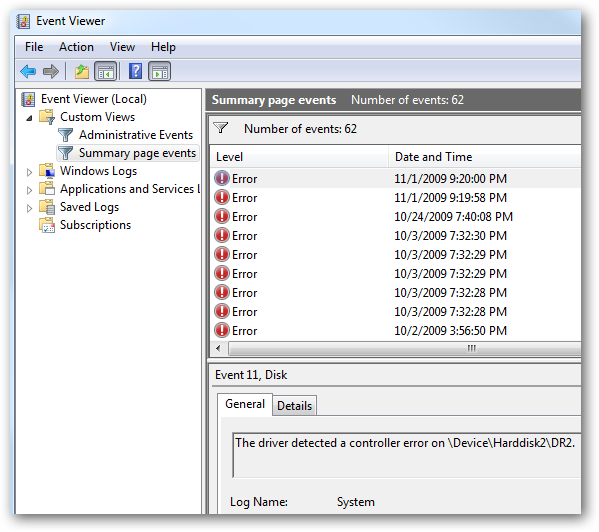 Event Viewer
File Action View Help
Event Viewer (Local)
Custom Views
Administrative Events
Summary page events
Windows Logs
Applications and Services L
Saved Logs
Subscriptions
Summary page events Number of events: 62
Number of events: 62
Level Date and Time
Error 11/1/2009 9:20:00 PM
Error 11/1/2009 9:19:58 PM
Error 10/24/2009 7:40:08 PM
Error 10/3/2009 7:32:30 PM
Error 10/3/2009 7:32:29 PM
Error 10/3/2009 7:32:29 PM
Error 10/3/2009 7:32:28 PM
Error 10/3/2009 7:32:28 PM
Error 10/2/2009 3:56:50 PM
Event 11, Disk
General Details
The driver detected a controller error on \Device\Harddisk2\DR2.
Log Name: System